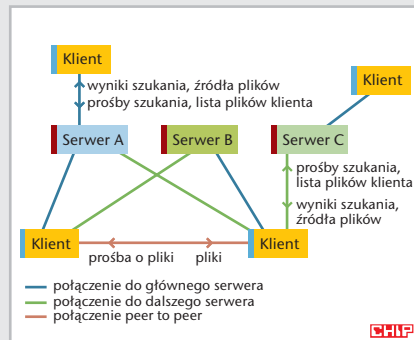 Klient
Klient
wyniki szukania, źródła plików
prośby szukania, lista plików klienta
Serwer A
Serwer B
Serwer C
prośby szukania,
lista plików klienta
wyniki szukania,
źródła plików
Klient
Klient
prośba o pliki
pliki
połączenie do głównego serwera
połączenie do dalszego serwera
połączenie peer to peer
CHIP